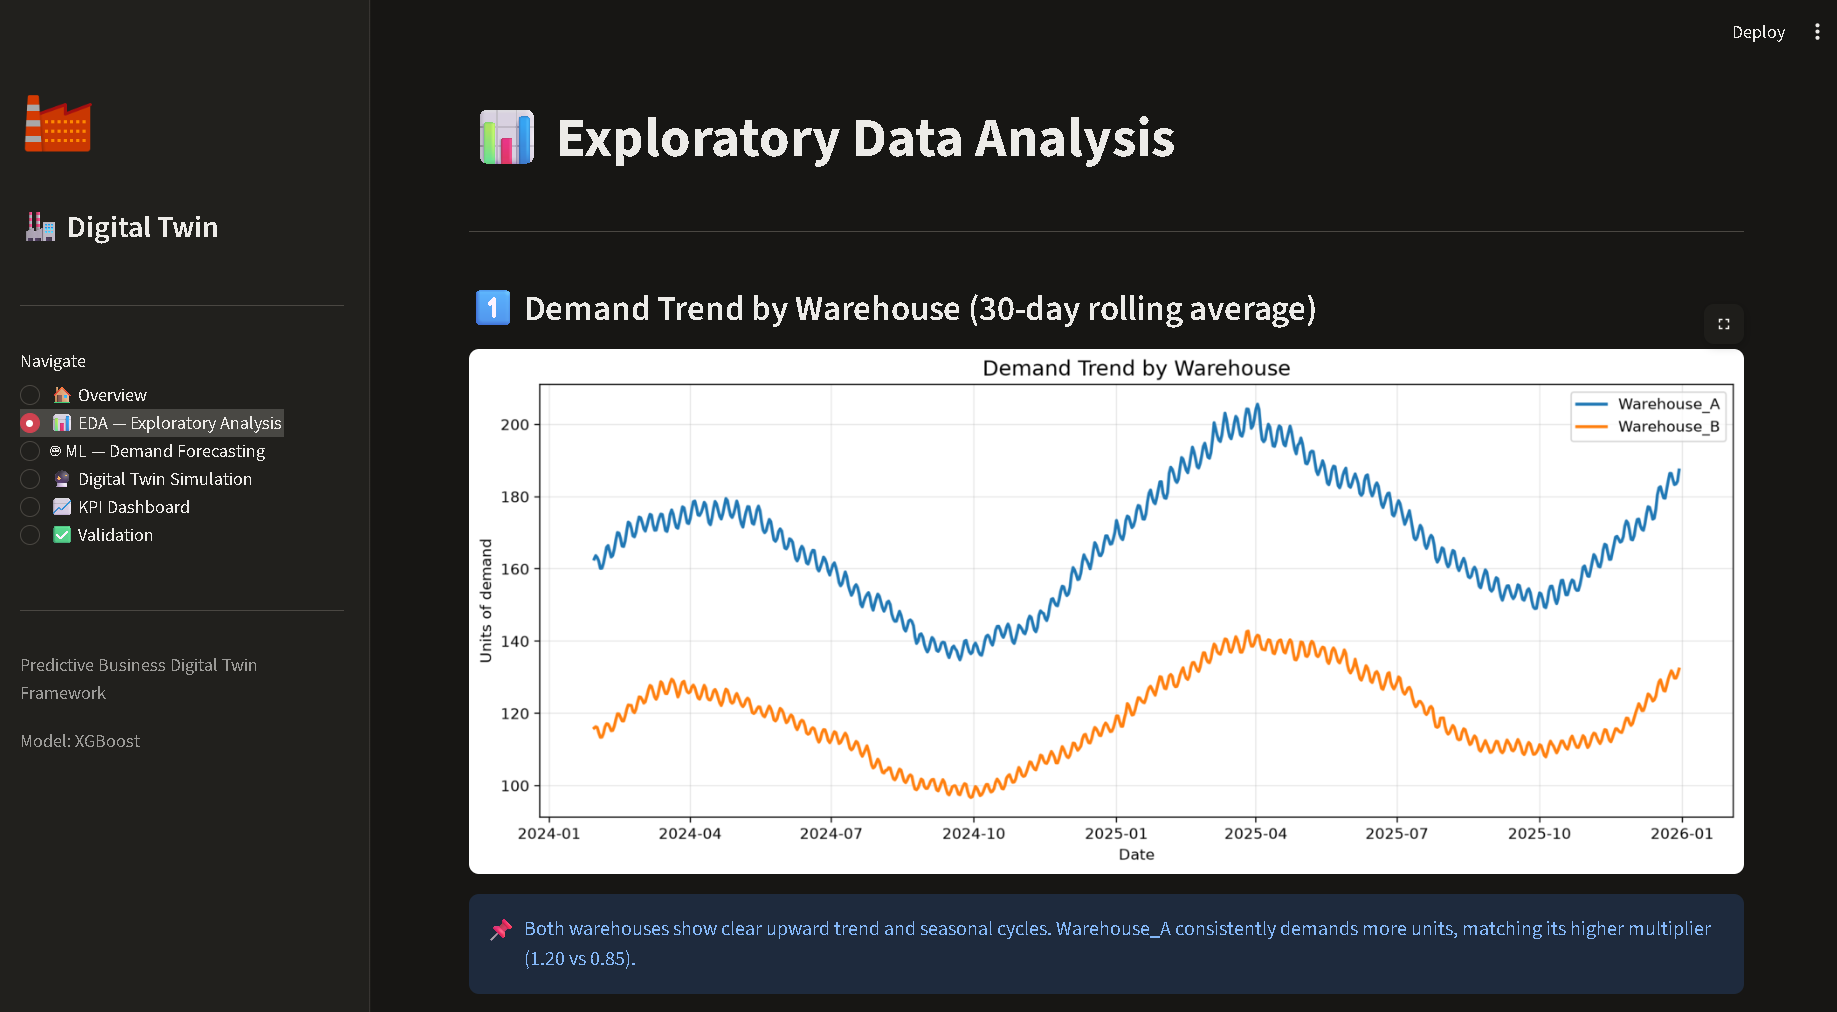 Deploy
Digital Twin
Navigate
Overview
EDA — Exploratory Analysis
ML — Demand Forecasting
Digital Twin Simulation
KPI Dashboard
Validation
Predictive Business Digital Twin
Framework
Model: XGBoost
Exploratory Data Analysis
1 Demand Trend by Warehouse (30-day rolling average)
Demand Trend by Warehouse
Warehouse_A
Warehouse_B
Units of demand
200
180
160
140
120
100
2024-01 2024-04 2024-07 2024-10 2025-01 2025-04 2025-07 2025-10 2026-01
Date
Both warehouses show clear upward trend and seasonal cycles. Warehouse_A consistently demands more units, matching its higher multiplier
(1.20 vs 0.85).